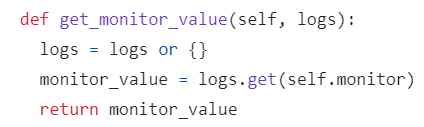 def get_monitor_value(self, logs):
  logs = logs or {}
  monitor_value = logs.get(self.monitor)
  return monitor_value